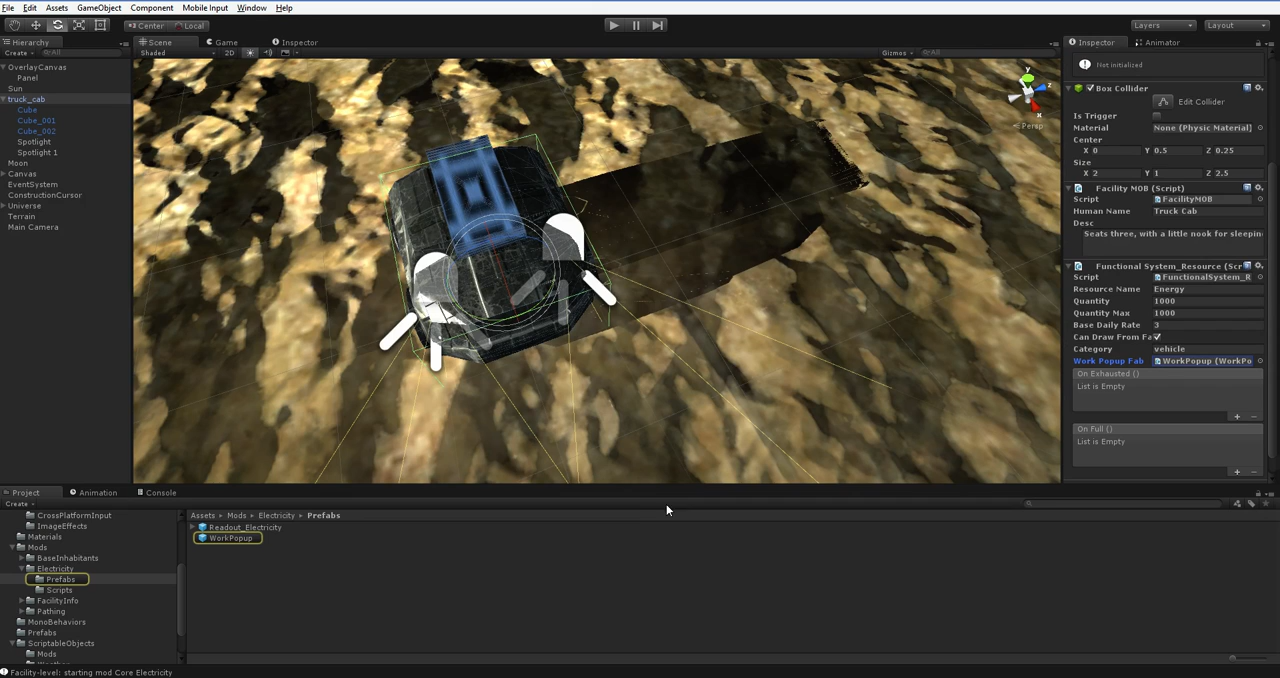 File Edit Assets GameObject Component Mobile Input Window Help
Center Local Layers Layout
Hierarchy Scene Game Inspector Inspector Animator
Create All Shaded 2D Gizmos All
OverlayCanvas
Panel
Sun
truck_cab
Cube
Cube_001
Cube_002
Spotlight
Spotlight 1
Moon
Canvas
EventSystem
ConstructionCursor
Universe
Terrain
Main Camera
y
z
x
Persp
Not Initialized
Box Collider
Edit Collider
Is Trigger
Material None (Physic Material)
Center
X 0 Y 0.5 Z 0.25
Size
X 2 Y 1 Z 2.5
Facility MOB (Script)
Script FacilityMOB
Human Name Truck Cab
Desc
Seats three, with a little nook for sleepin
Functional System_Resource (Scr
Script FunctionalSystem_R
Resource Name Energy
Quantity 1000
Quantity Max 1000
Base Daily Rate 3
Can Draw From Fa
Category vehicle
Work Popup Fab WorkPopup (WorkPo
On Exhausted ()
List is Empty
+ −
On Full ()
List is Empty
+ −
Project Animation Console
Create
CrossPlatformInput
ImageEffects
Materials
Mods
BaseInhabitants
Electricity
Prefabs
Scripts
FacilityInfo
Pathing
MonoBehaviors
Prefabs
ScriptableObjects
Mods
Assets Mods Electricity Prefabs
Readout_Electricity
WorkPopup
Facility-level: starting mod Core Electricity